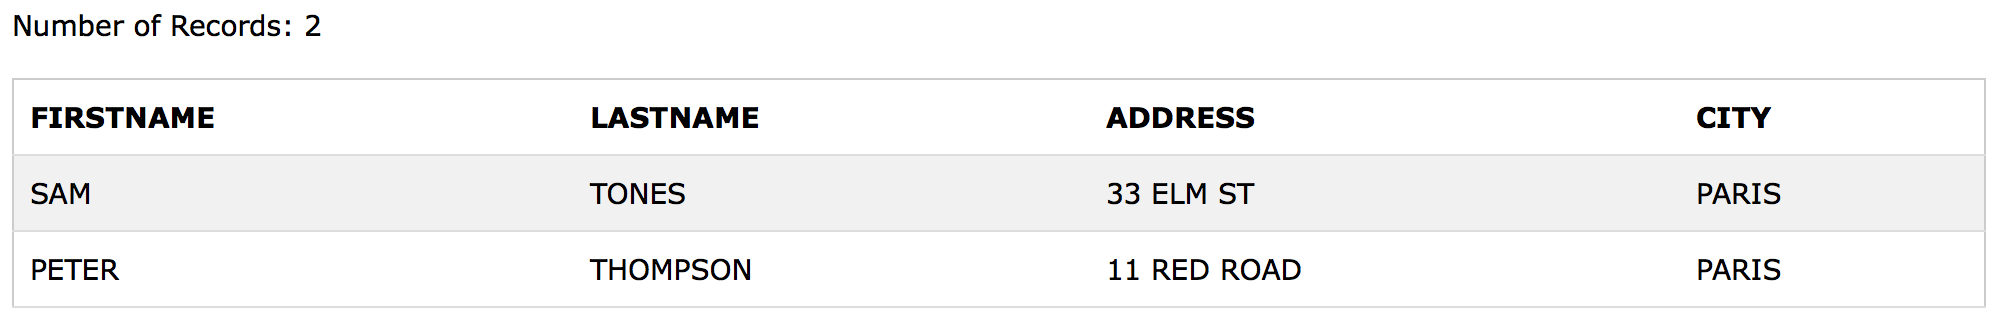 Number of Records: 2
FIRSTNAME LASTNAME ADDRESS CITY
SAM TONES 33 ELM ST PARIS
PETER THOMPSON 11 RED ROAD PARIS